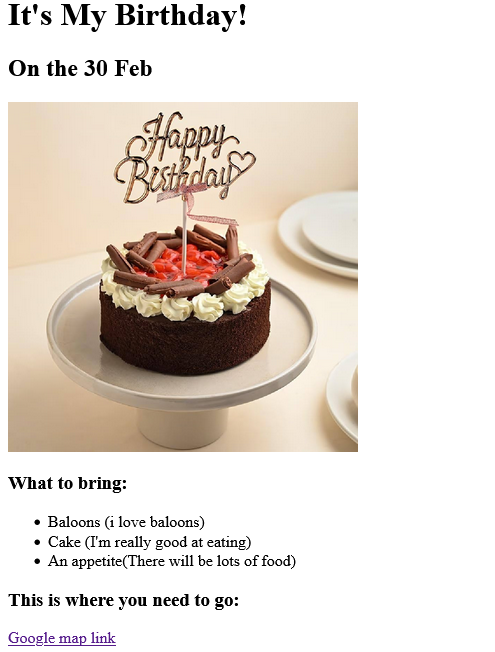 It's My Birthday!
On the 30 Feb
Happy
Birthday
What to bring:
Baloons (i love baloons)
Cake (I'm really good at eating)
An appetite(There will be lots of food)
This is where you need to go:
Google map link